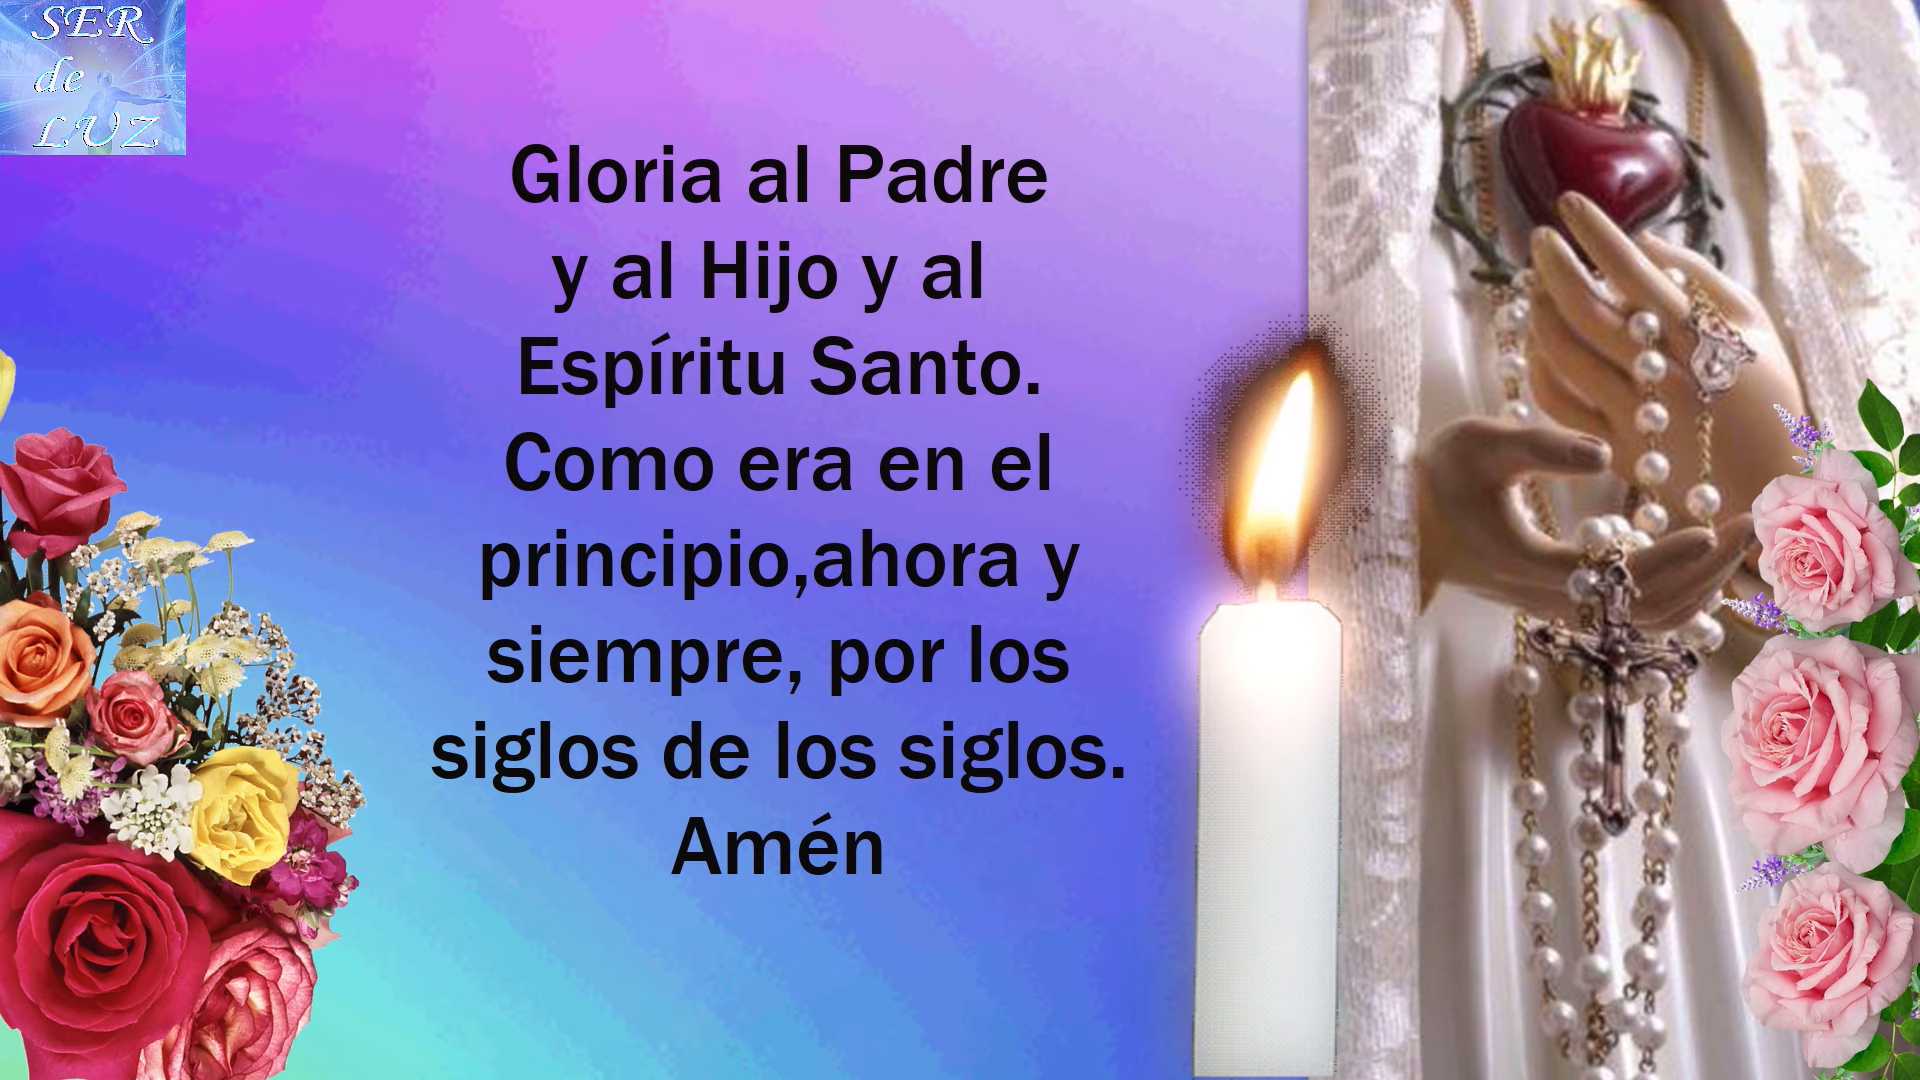 SER
de
LUZ
Gloria al Padre
y al Hijo y al
Espíritu Santo.
Como era en el
principio,ahora y
siempre, por los
siglos de los siglos.
Amén